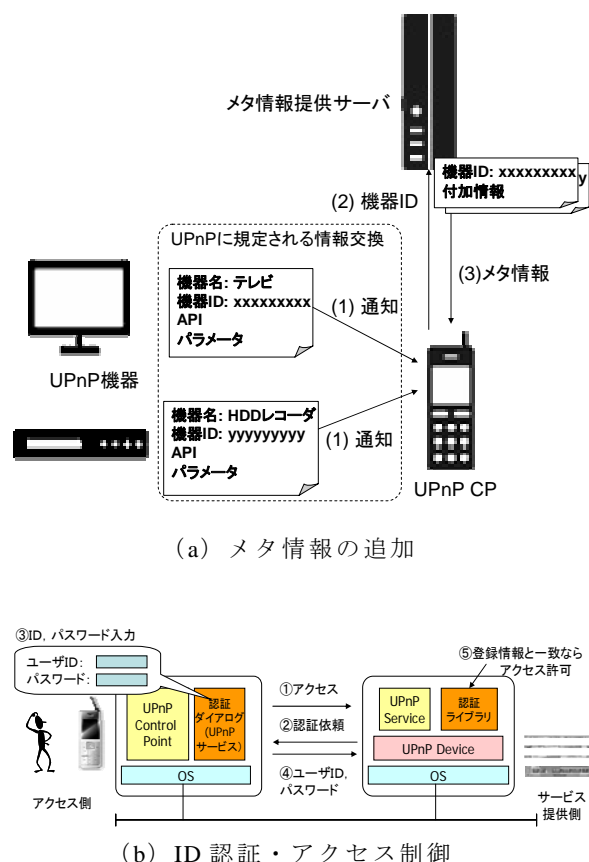 メタ情報提供サーバ
機器ID: xxxxxxxxx
y
付加情報
(2) 機器ID
(3)メタ情報
UPnPに規定される情報交換
機器名: テレビ
機器ID: xxxxxxxxx
API
パラメータ
(1) 通知
UPnP機器
機器名: HDDレコーダ
機器ID: yyyyyyyyy
API
パラメータ
(1) 通知
UPnP CP
(a) メタ情報の追加
③ID, パスワード入力
ユーザID:
パスワード:
UPnP
Control
Point
認証
ダイアログ
(UPnP
サービス)
OS
アクセス側
①アクセス
②認証依頼
④ユーザID,
パスワード
⑤登録情報と一致なら
アクセス許可
UPnP
Service
認証
ライブラリ
UPnP Device
OS
サービス
提供側
(b) ID 認証・アクセス制御